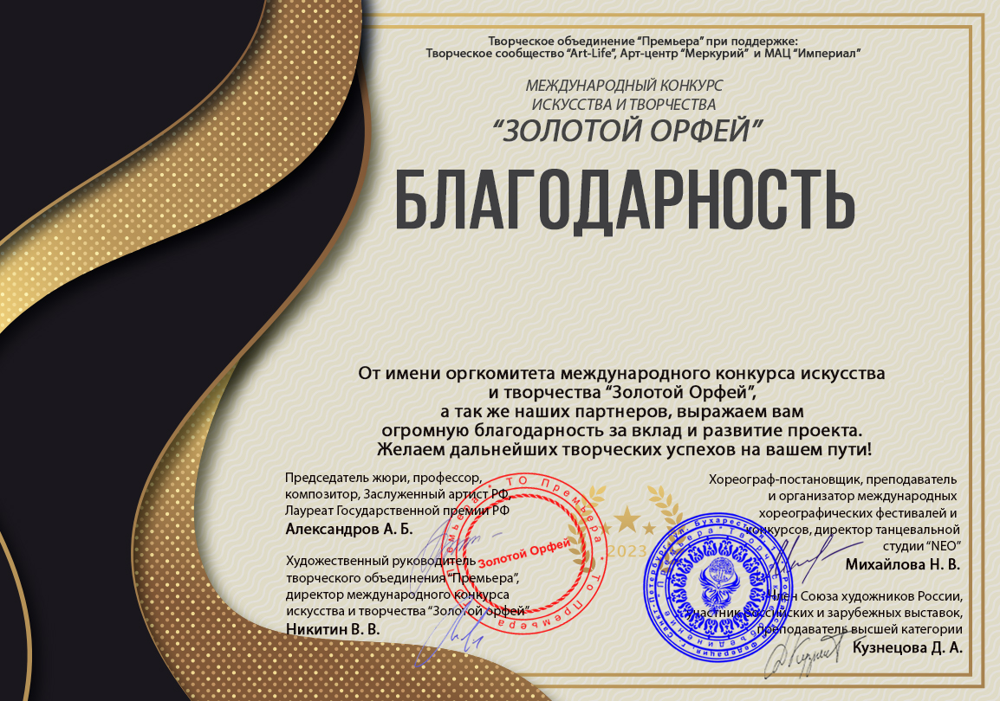 Творческое объединение “Премьера” при поддержке:
Творческое сообщество “Art-Life”, Арт-центр “Меркурий” и МАЦ “Империал”
МЕЖДУНАРОДНЫЙ КОНКУРС
ИСКУССТВА И ТВОРЧЕСТВА
“ЗОЛОТОЙ ОРФЕЙ”
БЛАГОДАРНОСТЬ
От имени оргкомитета международного конкурса искусства
и творчества “Золотой Орфей”,
а так же наших партнеров, выражаем вам
огромную благодарность за вклад и развитие проекта.
Желаем дальнейших творческих успехов на вашем пути!
Председатель жюри, профессор,
композитор, Заслуженный артист РФ,
Лауреат Государственной премии РФ
Александров А. Б.
Художественный руководитель
творческого объединения “Премьера”,
директор международного конкурса
искусства и творчества “Золотой орфей”
Никитин В. В.
ТО Премьера * ТО Премьера * ТО Премьера *
Золотой Орфей
2023
Хореограф-постановщик, преподаватель
и организатор международных
хореографических фестивалей и
конкурсов, директор танцевальной
студии “NEO”
Михайлова Н. В.
Член Союза художников России,
участник российских и зарубежных выставок,
преподаватель высшей категории
Кузнецова Д. А.